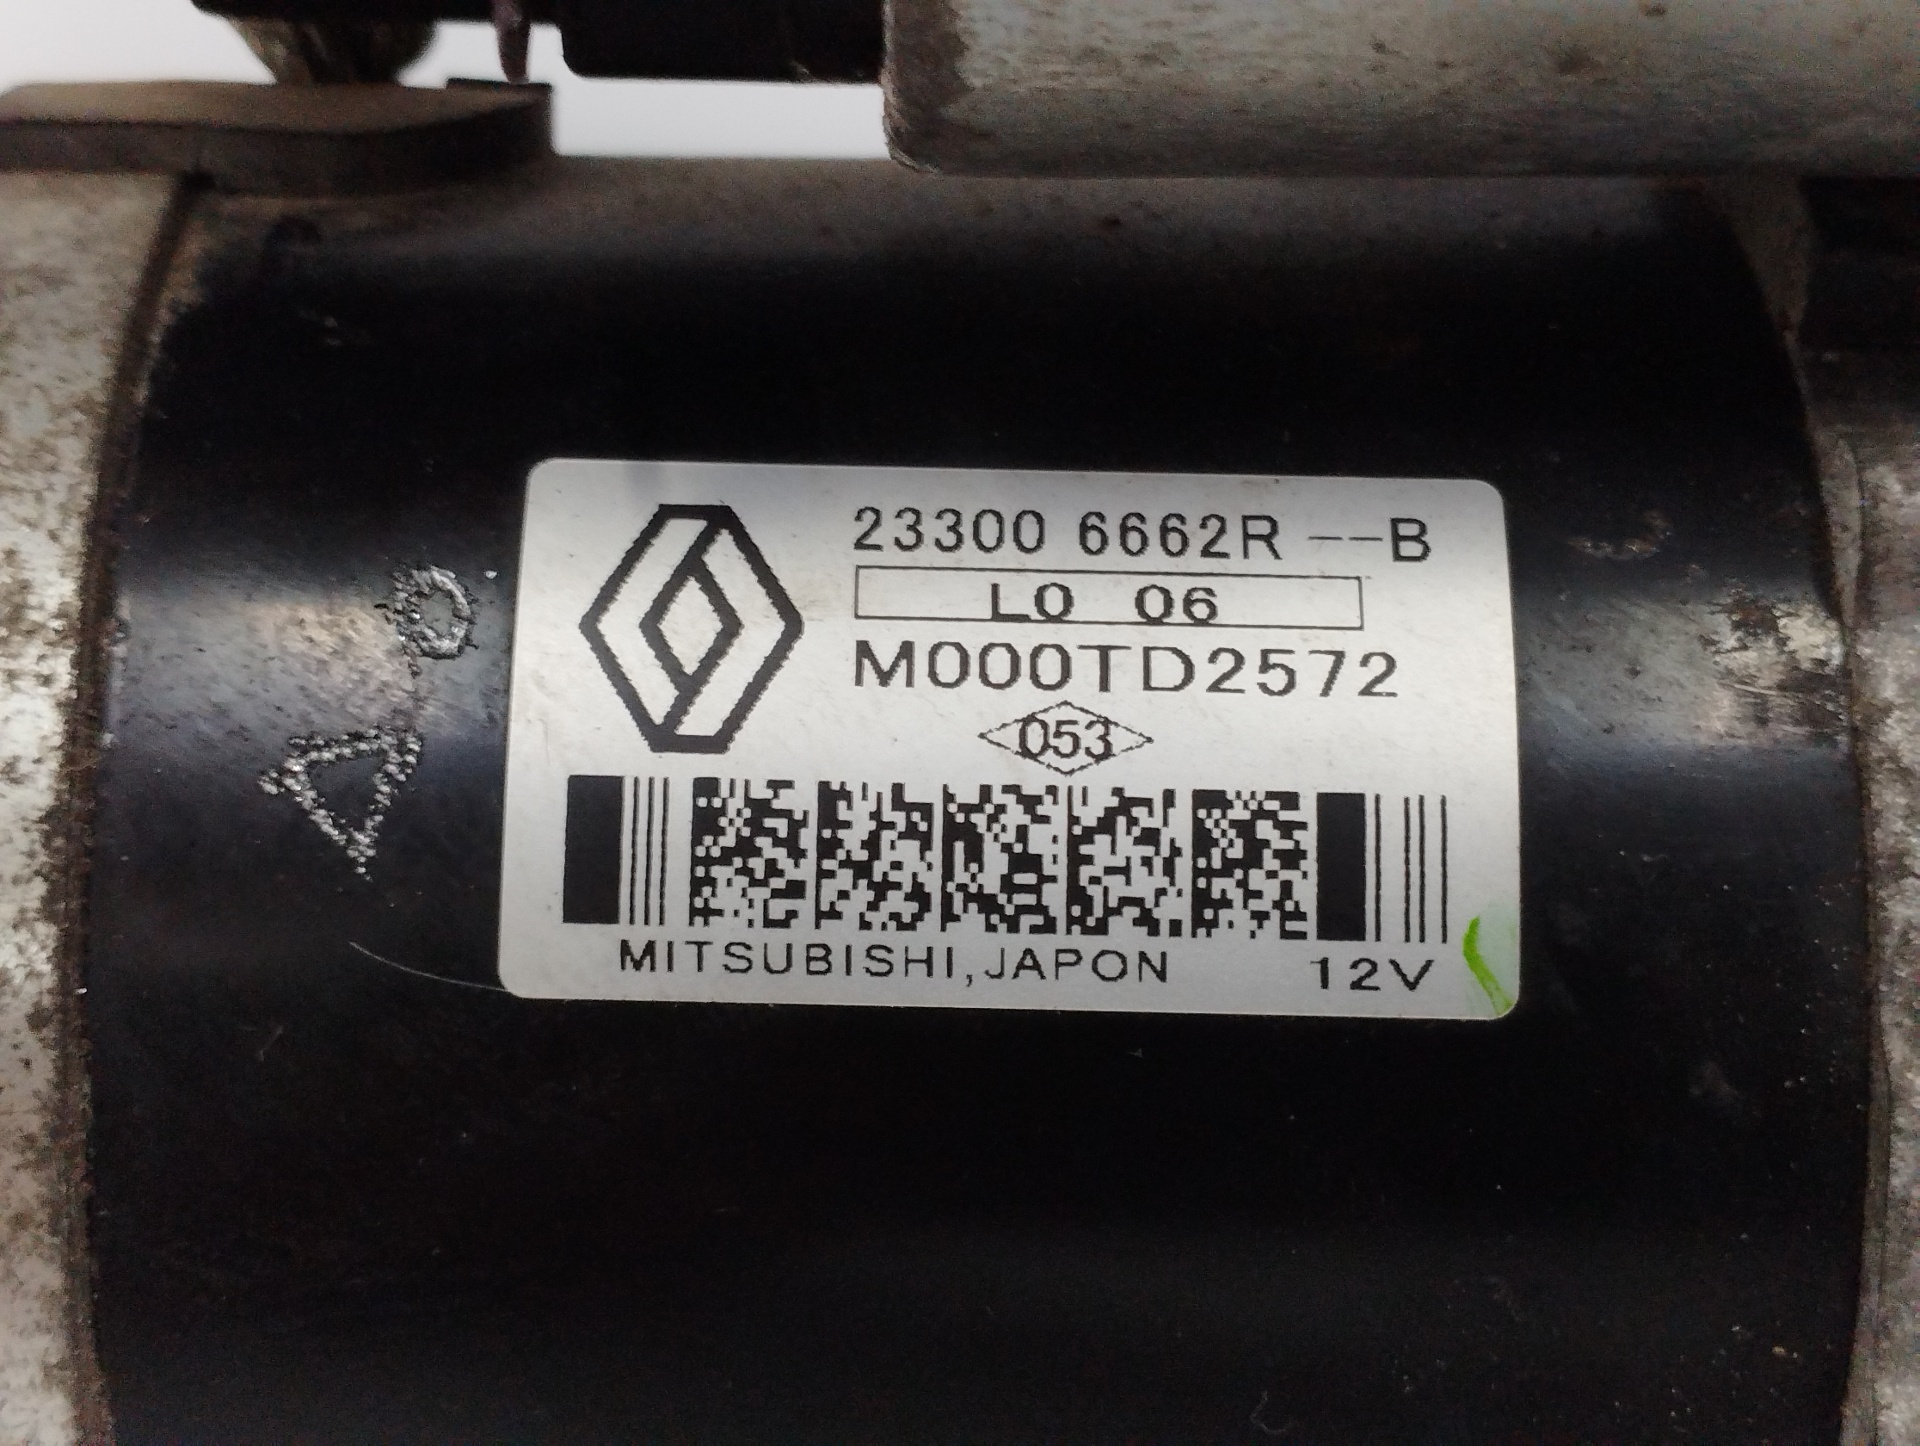 23300 6662R --B
L0 06
M000TD2572
053
MITSUBISHI,JAPON 12V